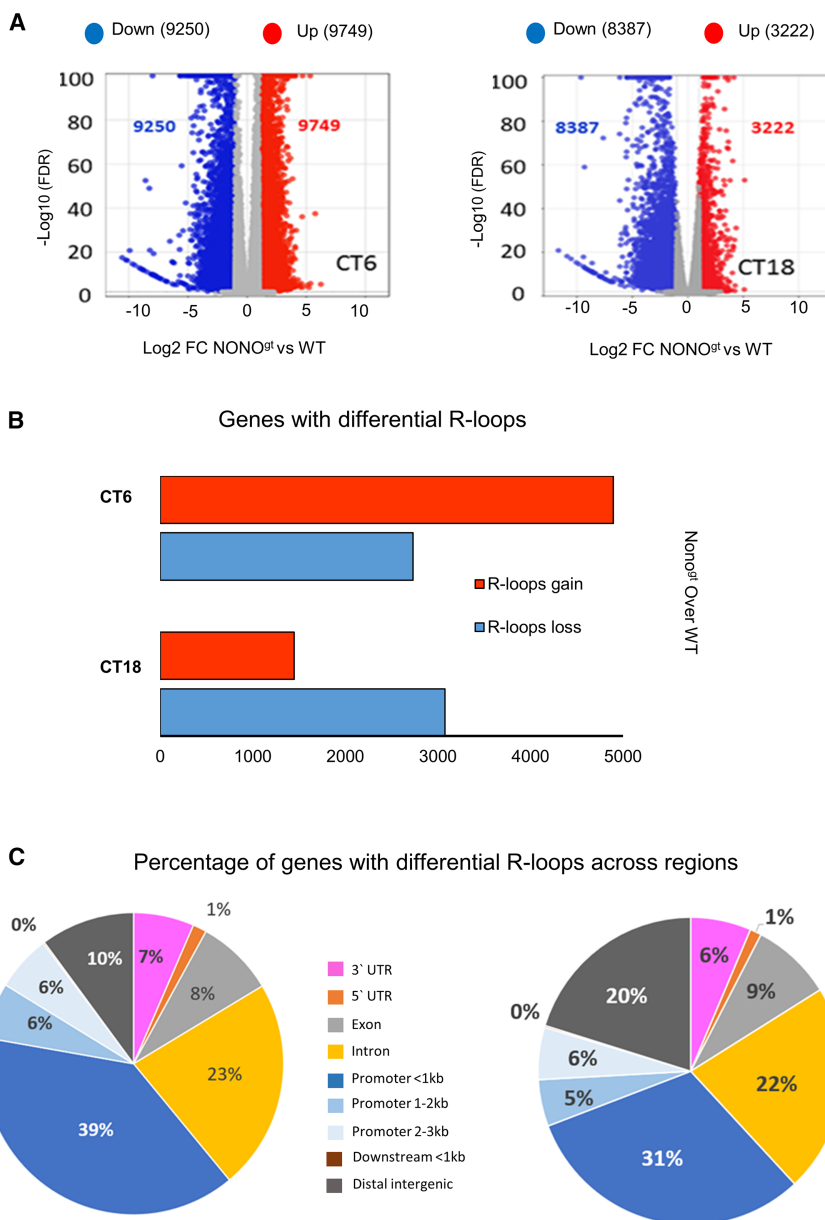 A
Down (9250) Up (9749)
100
80
60
40
20
0
-Log10 (FDR)
9250 9749
CT6
-10 -5 0 5 10
Log2 FC NONOgt vs WT
Down (8387) Up (3222)
100
80
60
40
20
0
-Log10 (FDR)
8387 3222
CT18
-10 -5 0 5 10
Log2 FC NONOgt vs WT
B
Genes with differential R-loops
CT6
CT18
R-loops gain
R-loops loss
Nonogt Over WT
0 1000 2000 3000 4000 5000
C
Percentage of genes with differential R-loops across regions
0%
10%
7%
1%
8%
23%
39%
6%
6%
3` UTR
5` UTR
Exon
Intron
Promoter <1kb
Promoter 1-2kb
Promoter 2-3kb
Downstream <1kb
Distal intergenic
0%
20%
6%
1%
9%
22%
31%
5%
6%